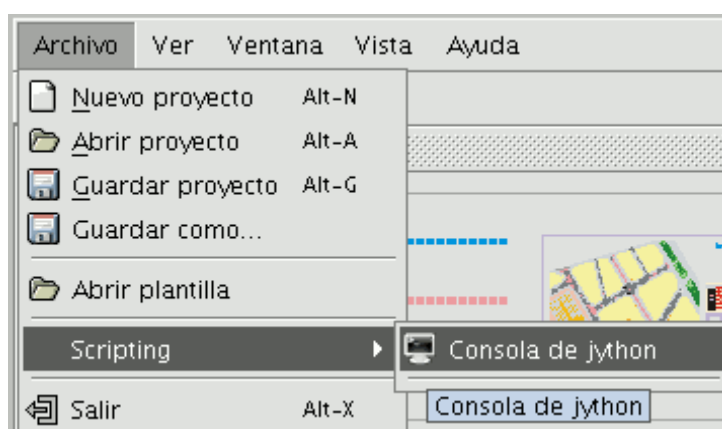 Archivo Ver Ventana Vista Ayuda
Nuevo proyecto Alt-N
Abrir proyecto Alt-A
Guardar proyecto Alt-G
Guardar como...
Abrir plantilla
Scripting Consola de jython
Salir Alt-X Consola de jython